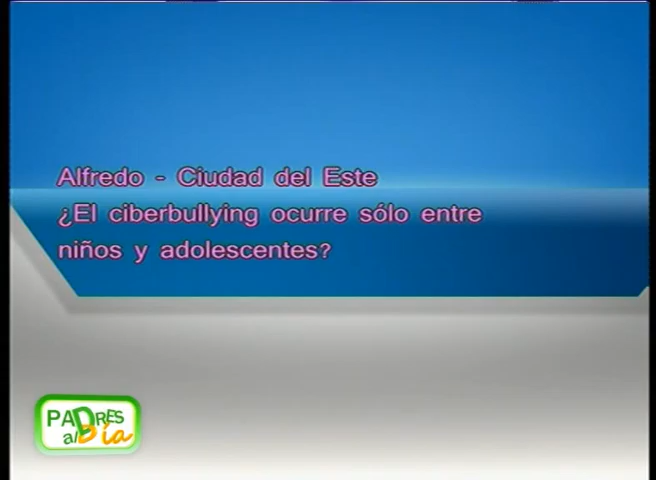 Alfredo - Ciudad del Este
¿El ciberbullying ocurre sólo entre
niños y adolescentes?
PADRES
al Día